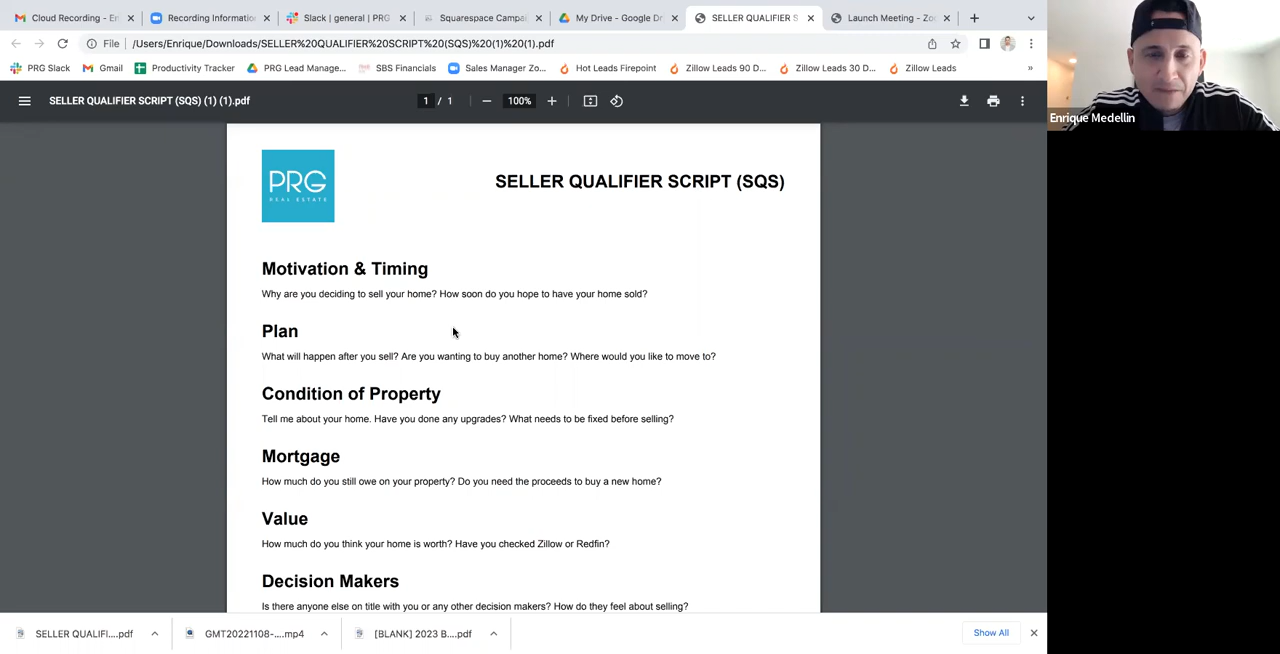 Cloud Recording - En
Recording Informatio
Slack | general | PRG
Squarespace Campai
My Drive - Google Dr
SELLER QUALIFIER S
Launch Meeting - Zo
File
/Users/Enrique/Downloads/SELLER%20QUALIFIER%20SCRIPT%20(SQS)%20(1)%20(1).pdf
PRG Slack
Gmail
Productivity Tracker
PRG Lead Manage...
SBS Financials
Sales Manager Zo...
Hot Leads Firepoint
Zillow Leads 90 D...
Zillow Leads 30 D...
Zillow Leads
»
SELLER QUALIFIER SCRIPT (SQS) (1) (1).pdf
1 / 1
100%
Enrique Medellin
PRG
REAL ESTATE
SELLER QUALIFIER SCRIPT (SQS)
Motivation & Timing
Why are you deciding to sell your home? How soon do you hope to have your home sold?
Plan
What will happen after you sell? Are you wanting to buy another home? Where would you like to move to?
Condition of Property
Tell me about your home. Have you done any upgrades? What needs to be fixed before selling?
Mortgage
How much do you still owe on your property? Do you need the proceeds to buy a new home?
Value
How much do you think your home is worth? Have you checked Zillow or Redfin?
Decision Makers
Is there anyone else on title with you or any other decision makers? How do they feel about selling?
SELLER QUALIFI....pdf
GMT20221108-....mp4
[BLANK] 2023 B....pdf
Show All